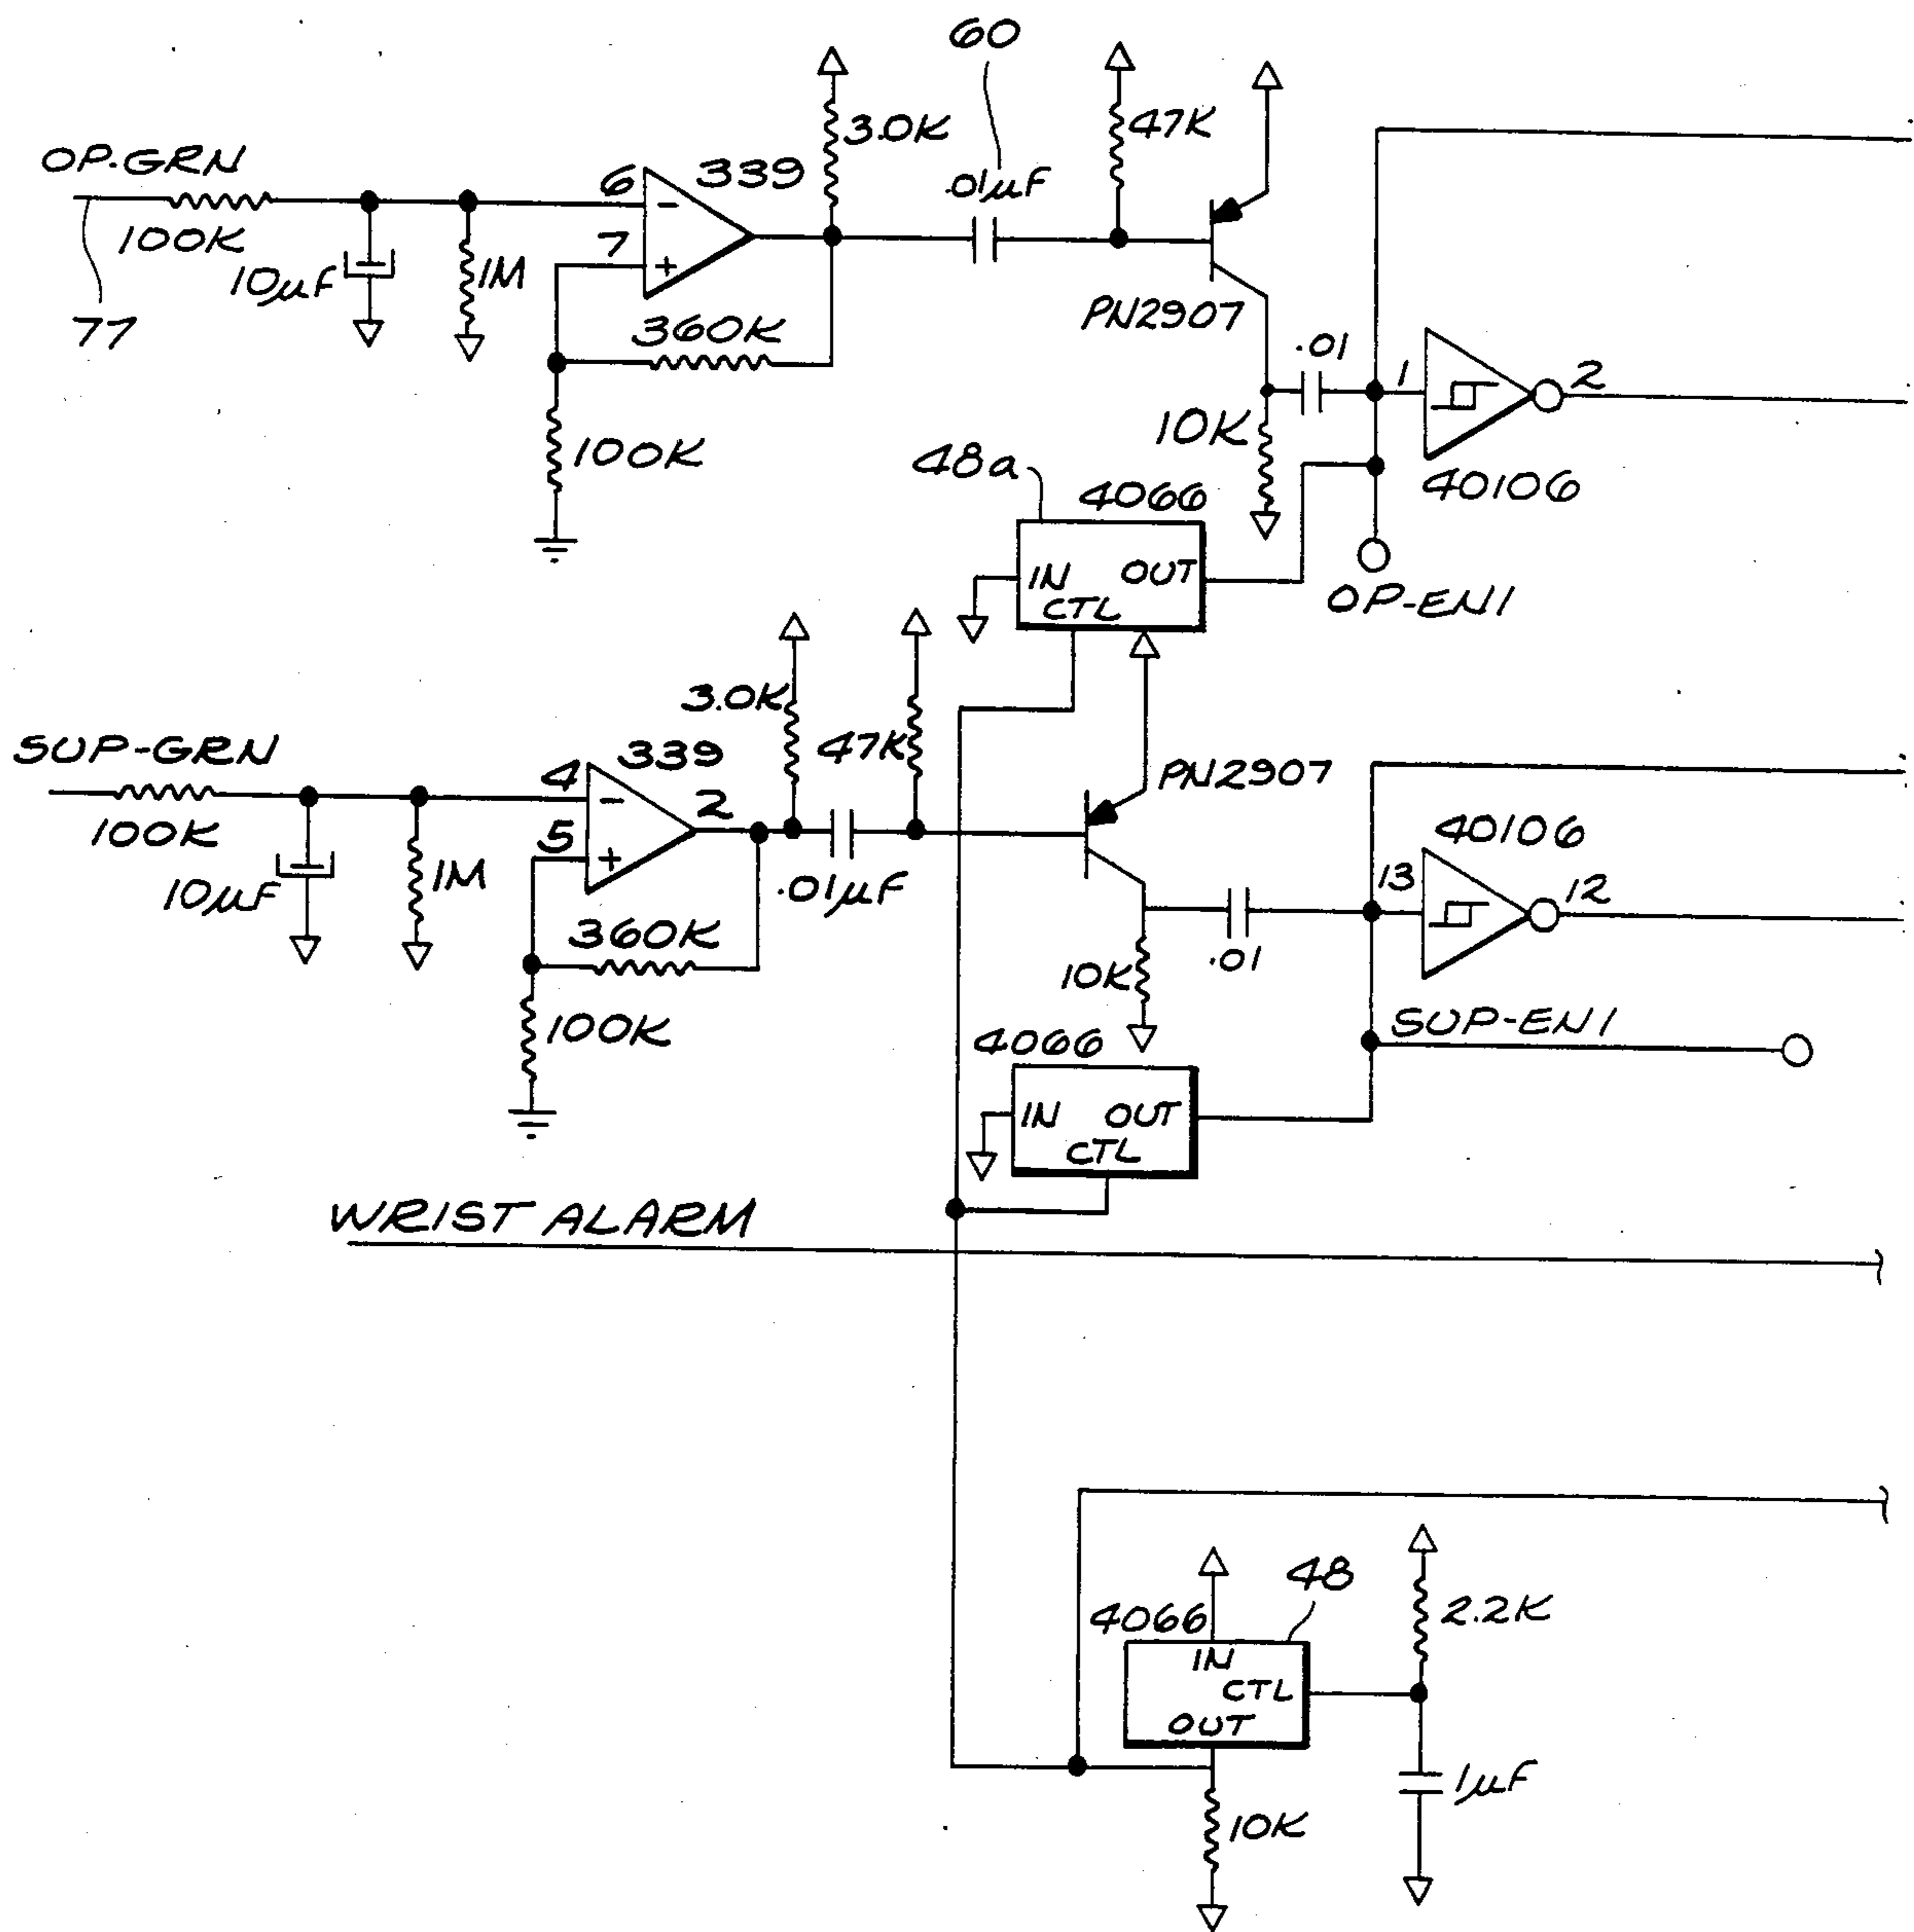 60
OP-GRN
100K
77
10µF
1M
6
7
339
3.0K
.01µF
47K
360K
100K
PN2907
.01
10K
1
2
40106
48a
4066
IN OUT
CTL
OP-EN1
SUP-GRN
100K
10µF
1M
4
5
339
2
3.0K
47K
.01µF
360K
100K
PN2907
10K
.01
40106
13
12
SUP-EN1
4066
IN OUT
CTL
WRIST ALARM
4066
48
IN
CTL
OUT
2.2K
1µF
10K